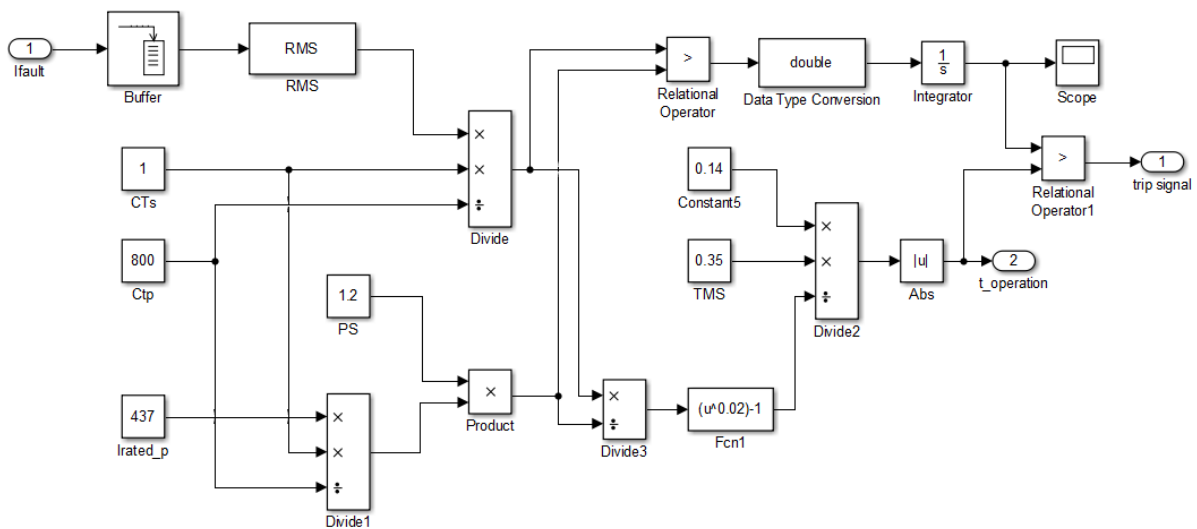 1
Ifault
Buffer
RMS
RMS
>
Relational
Operator
double
Data Type Conversion
1
s
Integrator
Scope
1
CTs
×
×
÷
Divide
0.14
Constant5
>
Relational
Operator1
1
trip signal
800
Ctp
1.2
PS
0.35
TMS
×
×
÷
Divide2
|u|
Abs
2
t_operation
437
Irated_p
×
×
÷
Divide1
×
Product
×
÷
Divide3
(u^0.02)-1
Fcn1